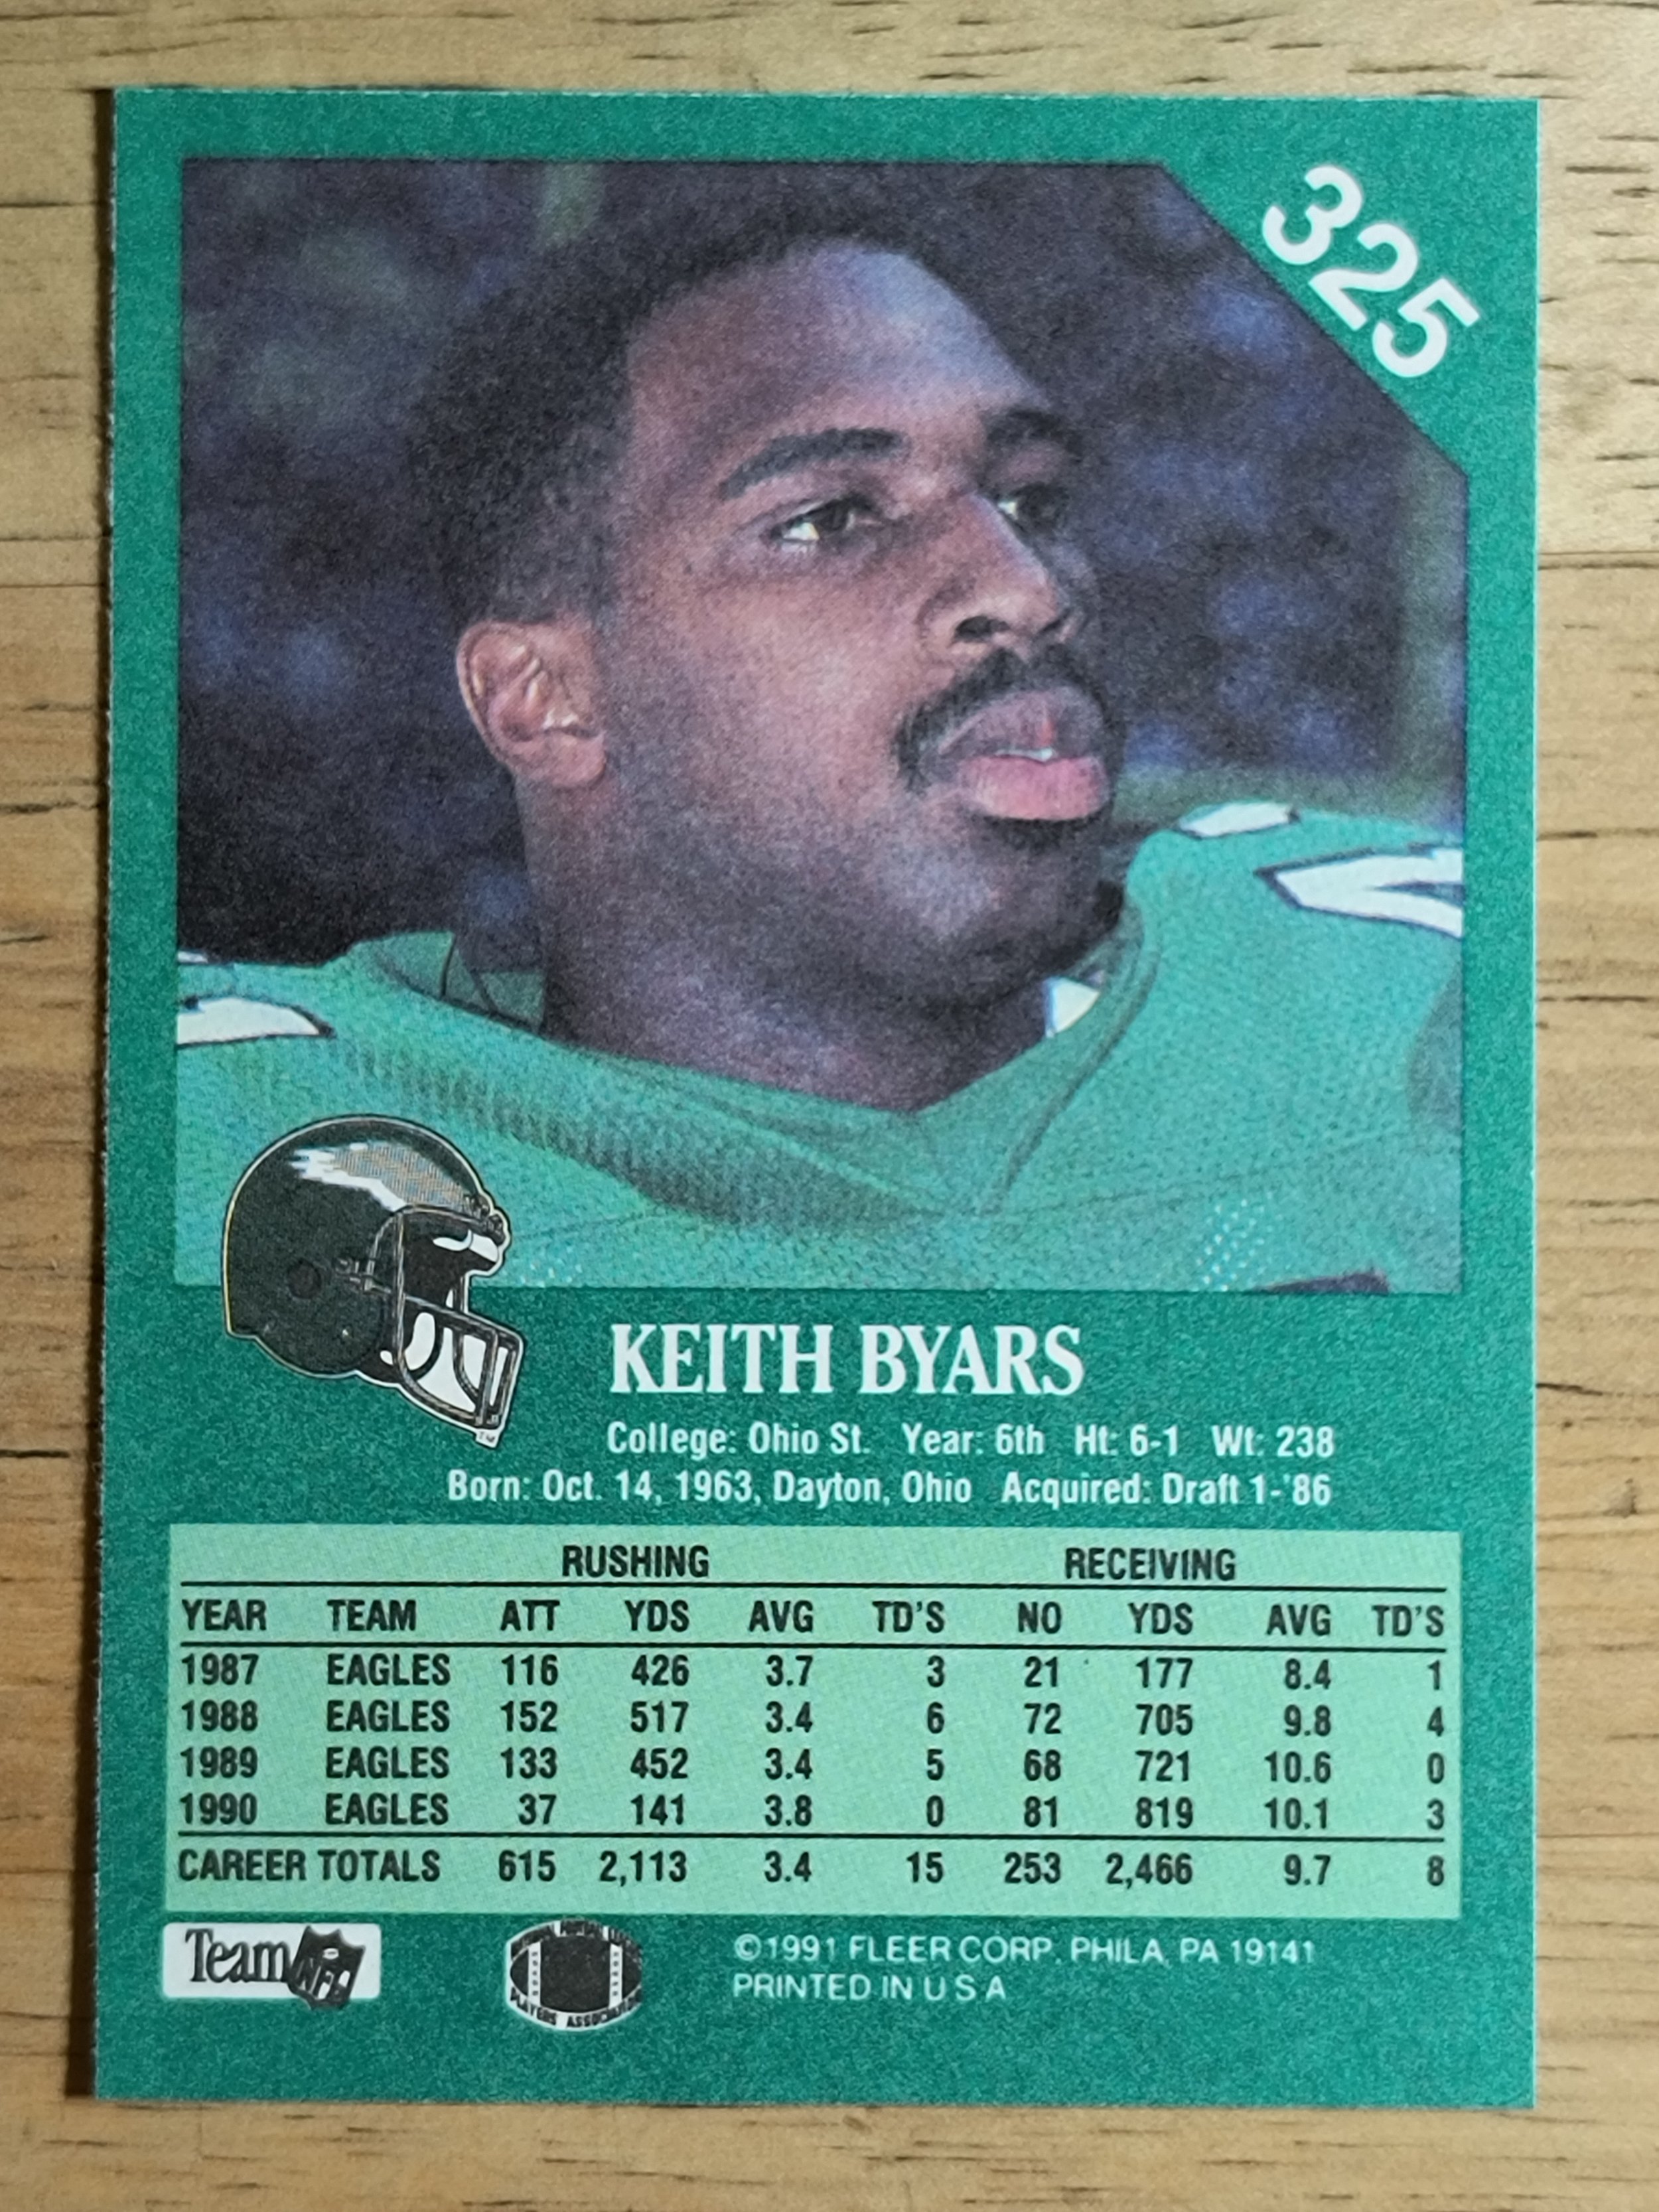 325
KEITH BYARS
College: Ohio St. Year: 6th Ht: 6-1 Wt: 238
Born: Oct. 14, 1963, Dayton, Ohio Acquired: Draft 1-'86
RUSHING RECEIVING
YEAR TEAM ATT YDS AVG TD'S NO YDS AVG TD'S
1987 EAGLES 116 426 3.7 3 21 177 8.4 1
1988 EAGLES 152 517 3.4 6 72 705 9.8 4
1989 EAGLES 133 452 3.4 5 68 721 10.6 0
1990 EAGLES 37 141 3.8 0 81 819 10.1 3
CAREER TOTALS 615 2,113 3.4 15 253 2,466 9.7 8
Team NFL
PLAYERS
©1991 FLEER CORP. PHILA, PA 19141
PRINTED IN U S A